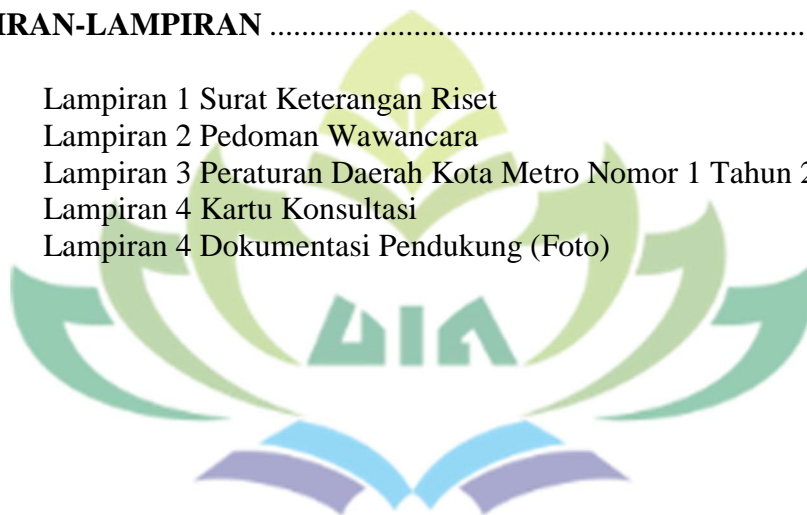 IRAN-LAMPIRAN ..................................................................
Lampiran 1 Surat Keterangan Riset
Lampiran 2 Pedoman Wawancara
Lampiran 3 Peraturan Daerah Kota Metro Nomor 1 Tahun 2
Lampiran 4 Kartu Konsultasi
Lampiran 4 Dokumentasi Pendukung (Foto)
UIN